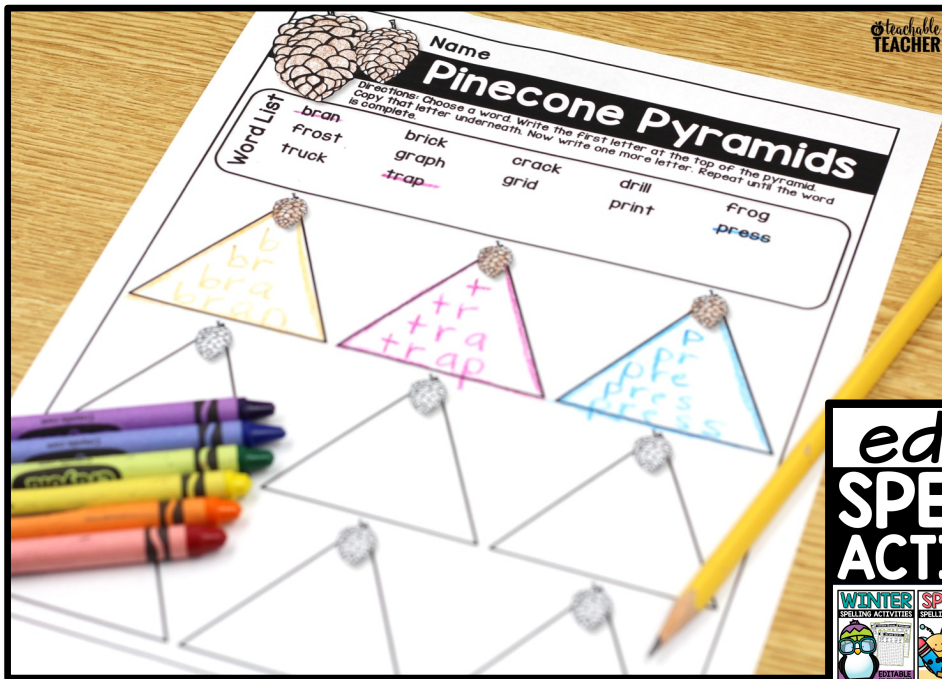 a teachable
TEACHER
Name
Pinecone Pyramids
Directions: Choose a word. Write the first letter at the top of the pyramid.
Copy that letter underneath. Now write one more letter. Repeat until the word
is complete.
Word List
bran
frost
truck
brick
graph
trap
crack
grid
drill
print
frog
press
b
br
bra
bran
t
tr
tra
trap
p
pr
pre
pres
press
ed
SPE
ACTI
WINTER
SPELLING ACTIVITIES
EDITABLE
SP
SPELLI